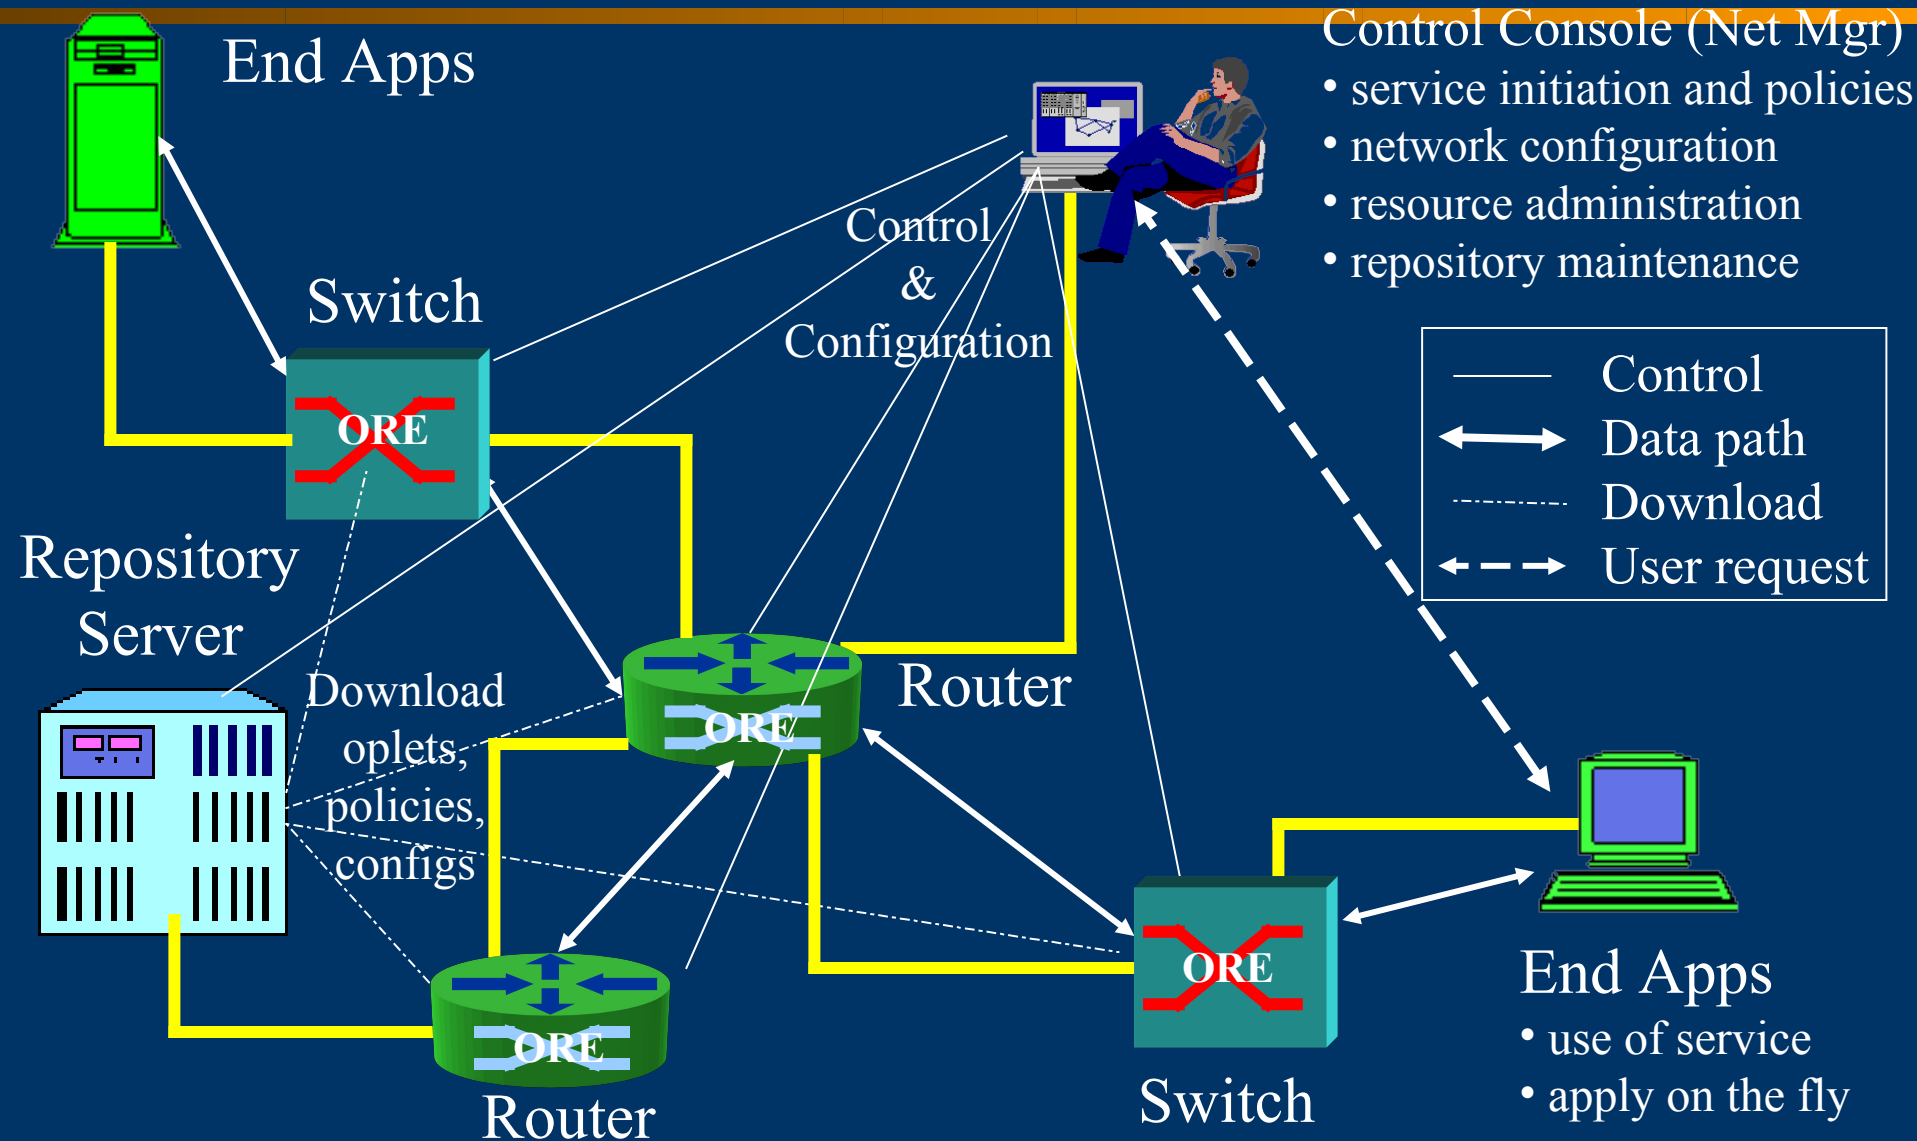 End Apps
Control Console (Net Mgr)
• service initiation and policies
• network configuration
• resource administration
• repository maintenance
Control
&
Configuration
Switch
ORE
Control
Data path
Download
User request
Repository
Server
Download
oplets,
policies,
configs
Router
ORE
ORE
Router
ORE
Switch
End Apps
• use of service
• apply on the fly